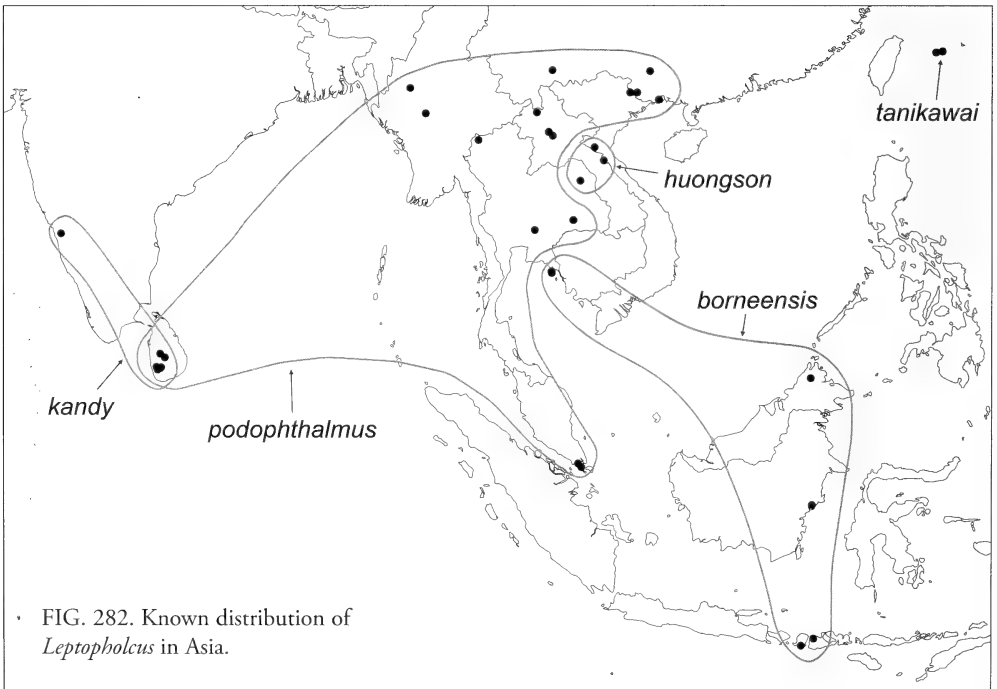 tanikawai
huongson
borneensis
kandy
podophthalmus
FIG. 282. Known distribution of
Leptopholcus in Asia.